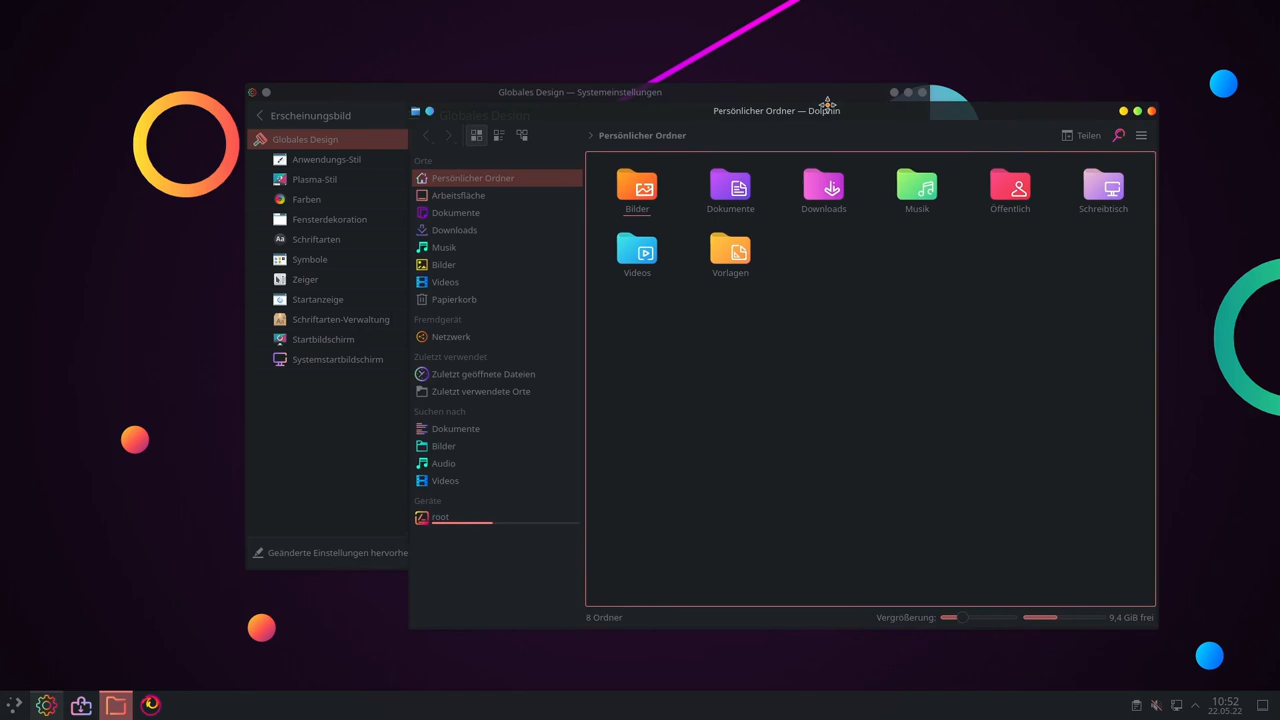 Globales Design — Systemeinstellungen
Erscheinungsbild
Globales Design
Globales Design
Anwendungs-Stil
Plasma-Stil
Farben
Fensterdekoration
Schriftarten
Symbole
Zeiger
Startanzeige
Schriftarten-Verwaltung
Startbildschirm
Systemstartbildschirm
Geänderte Einstellungen hervorhe
Persönlicher Ordner — Dolphin
Persönlicher Ordner
Teilen
Orte
Persönlicher Ordner
Arbeitsfläche
Dokumente
Downloads
Musik
Bilder
Videos
Papierkorb
Fremdgerät
Netzwerk
Zuletzt verwendet
Zuletzt geöffnete Dateien
Zuletzt verwendete Orte
Suchen nach
Dokumente
Bilder
Audio
Videos
Geräte
root
Bilder
Dokumente
Downloads
Musik
Öffentlich
Schreibtisch
Videos
Vorlagen
8 Ordner
Vergrößerung:
9,4 GiB frei
10:52
22.05.22